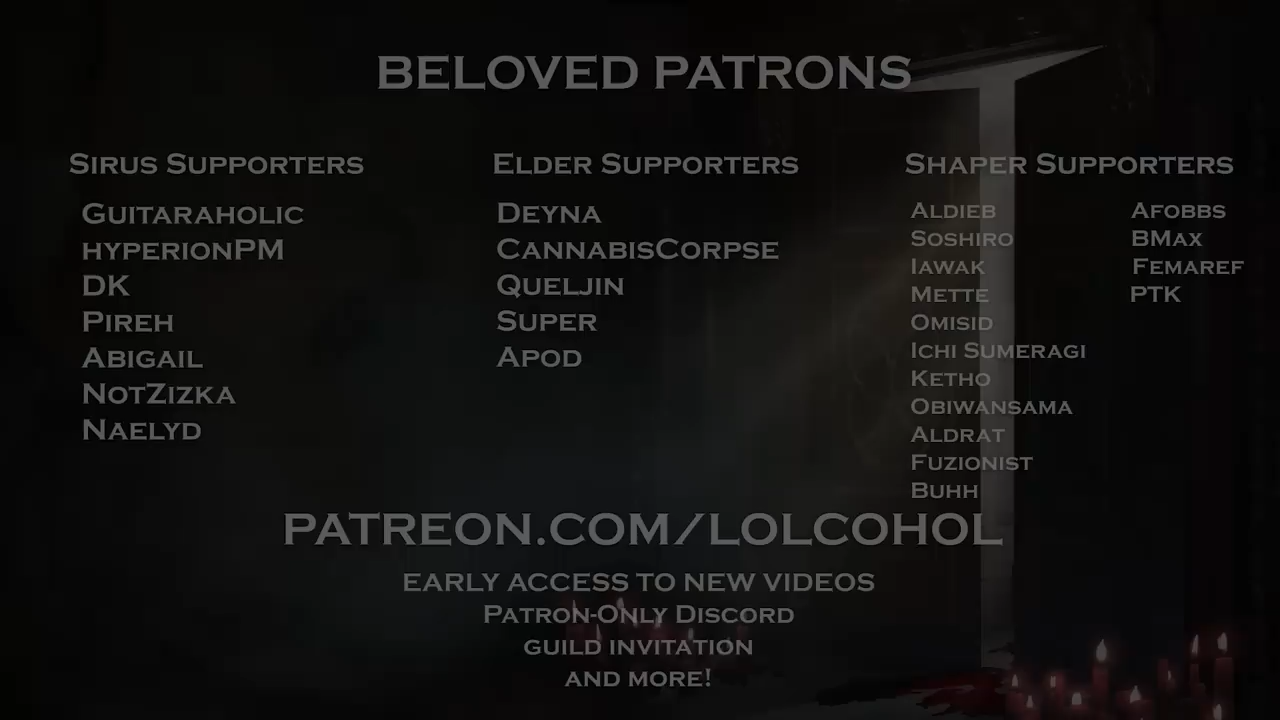 BELOVED PATRONS
SIRUS SUPPORTERS
GUITARAHOLIC
HYPERIONPM
DK
PIREH
ABIGAIL
NOTZIZKA
NAELYD
ELDER SUPPORTERS
DEYNA
CANNABISCORPSE
QUELJIN
SUPER
APOD
SHAPER SUPPORTERS
ALDIEB
SOSHIRO
IAWAK
METTE
OMISID
ICHI SUMERAGI
KETHO
OBIWANSAMA
ALDRAT
FUZIONIST
BUHH
AFOBBS
BMAX
FEMAREF
PTK
PATREON.COM/LOLCOHOL
EARLY ACCESS TO NEW VIDEOS
PATRON-ONLY DISCORD
GUILD INVITATION
AND MORE!